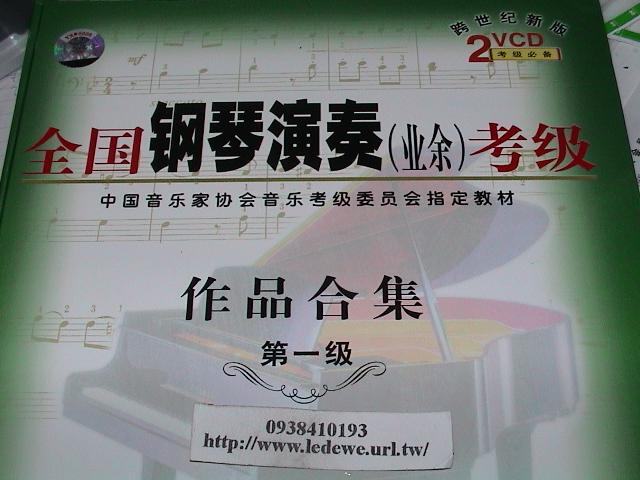 跨世纪新版
2VCD
考级必备
全国钢琴演奏(业余)考级
中国音乐家协会音乐考级委员会指定教材
作品合集
第一级
0938410193
http://www.ledewe.url.tw/